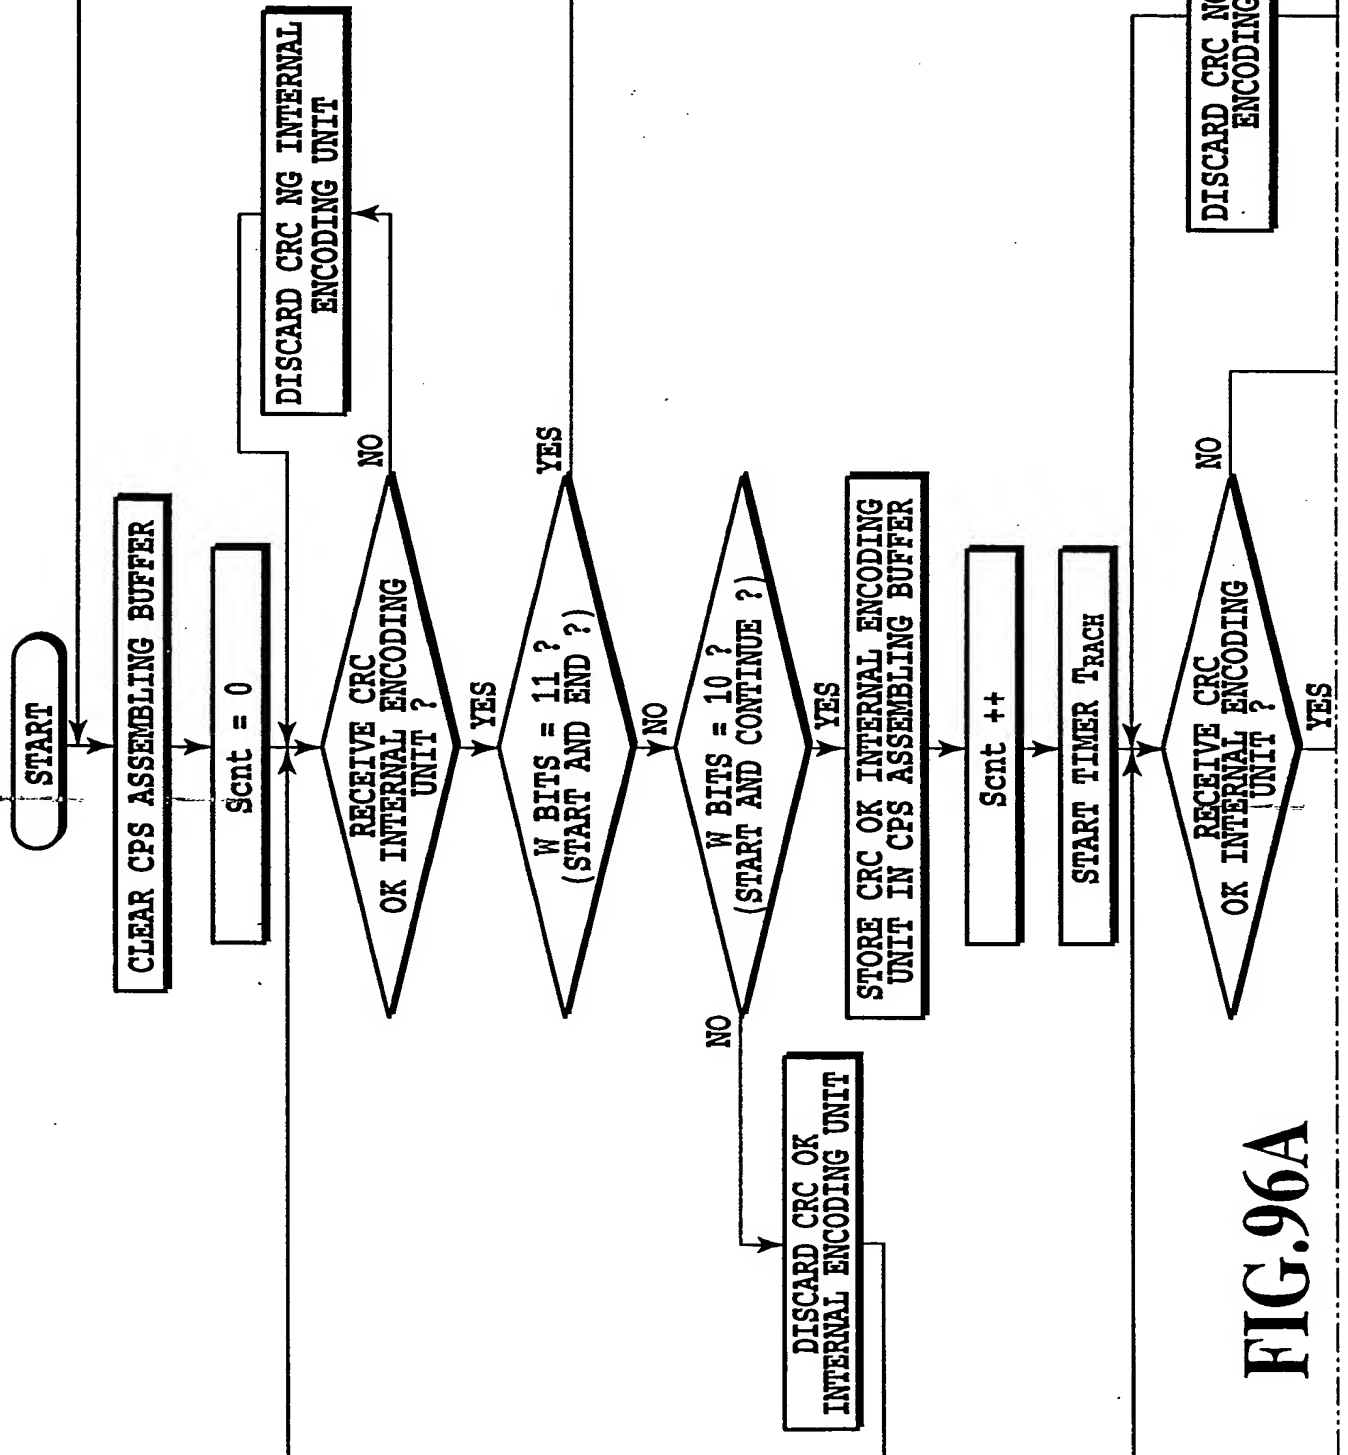 START
CLEAR CPS ASSEMBLING BUFFER
Scnt = 0
RECEIVE CRC
OK INTERNAL ENCODING
UNIT ?
NO
DISCARD CRC NG INTERNAL
ENCODING UNIT
YES
W BITS = 11 ?
(START AND END ?)
YES
NO
W BITS = 10 ?
(START AND CONTINUE ?)
NO
DISCARD CRC OK
INTERNAL ENCODING UNIT
YES
STORE CRC OK INTERNAL ENCODING
UNIT IN CPS ASSEMBLING BUFFER
Scnt ++
START TIMER TRACH
RECEIVE CRC
OK INTERNAL ENCODING
UNIT ?
NO
DISCARD CRC
ENCODING
YES
FIG.96A